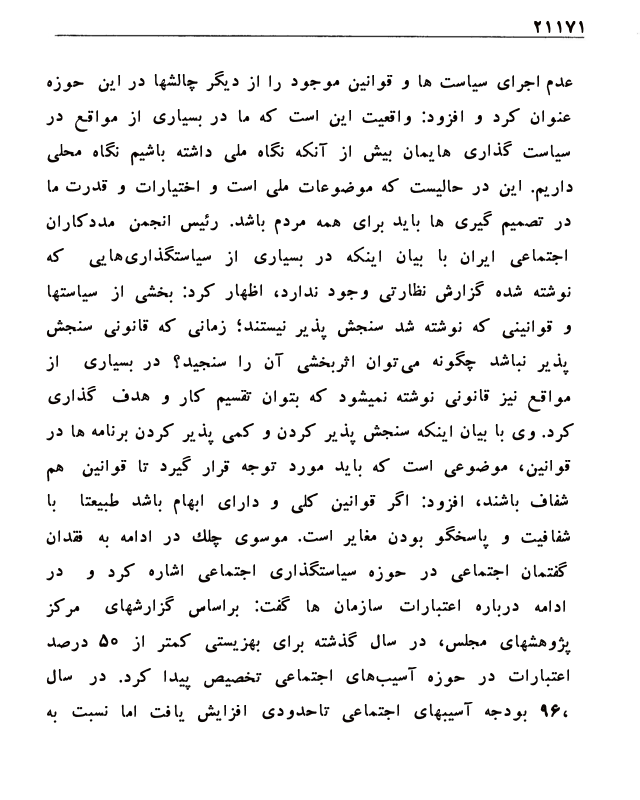 ۲۱۱۷۱
عدم اجرای سیاست ها و قوانین موجود را از دیگر چالشها در این حوزه
عنوان کرد و افزود: واقعیت این است که ما در بسیاری از مواقع در
سیاست گذاری هایمان بیش از آنکه نگاه ملی داشته باشیم نگاه محلی
داریم. این در حالیست که موضوعات ملی است و اختیارات و قدرت ما
در تصمیم گیری ها باید برای همه مردم باشد. رئیس انجمن مددکاران
اجتماعی ایران با بیان اینکه در بسیاری از سیاستگذاری‌هایی که
نوشته شده گزارش نظارتی وجود ندارد، اظهار کرد: بخشی از سیاستها
و قوانینی که نوشته شد سنجش پذیر نیستند؛ زمانی که قانونی سنجش
پذیر نباشد چگونه می‌توان اثربخشی آن را سنجید؟ در بسیاری از
مواقع نیز قانونی نوشته نمیشود که بتوان تقسیم کار و هدف گذاری
کرد. وی با بیان اینکه سنجش پذیر کردن و کمی پذیر کردن برنامه ها در
قوانین، موضوعی است که باید مورد توجه قرار گیرد تا قوانین هم
شفاف باشند، افزود: اگر قوانین کلی و دارای ابهام باشد طبیعتا با
شفافیت و پاسخگو بودن مغایر است. موسوی چلك در ادامه به فقدان
گفتمان اجتماعی در حوزه سیاستگذاری اجتماعی اشاره کرد و در
ادامه درباره اعتبارات سازمان ها گفت: براساس گزارشهای مرکز
پژوهشهای مجلس، در سال گذشته برای بهزیستی کمتر از ۵۰ درصد
اعتبارات در حوزه آسیب‌های اجتماعی تخصیص پیدا کرد. در سال
۹۶، بودجه آسیبهای اجتماعی تاحدودی افزایش یافت اما نسبت به